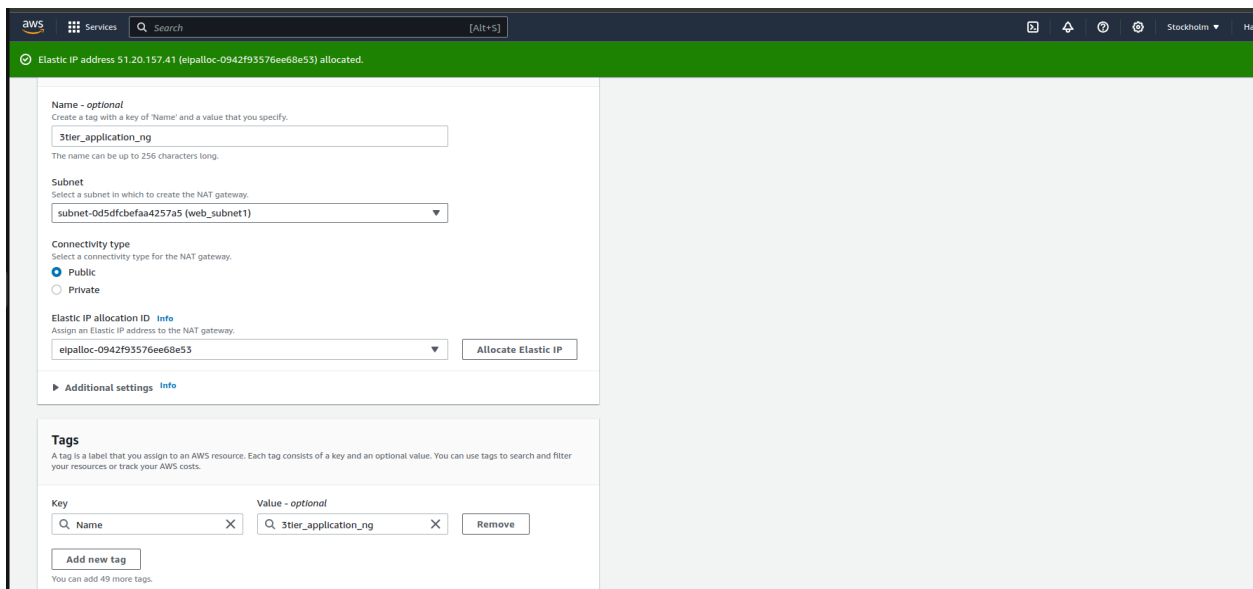 aws
Services
Search
[Alt+S]
Stockholm
Ha
Elastic IP address 51.20.157.41 (eipalloc-0942f93576ee68e53) allocated.
Name - optional
Create a tag with a key of 'Name' and a value that you specify.
3tier_application_ng
The name can be up to 256 characters long.
Subnet
Select a subnet in which to create the NAT gateway.
subnet-0d5dfcbefaa4257a5 (web_subnet1)
Connectivity type
Select a connectivity type for the NAT gateway.
Public
Private
Elastic IP allocation ID Info
Assign an Elastic IP address to the NAT gateway.
eipalloc-0942f93576ee68e53
Allocate Elastic IP
Additional settings Info
Tags
A tag is a label that you assign to an AWS resource. Each tag consists of a key and an optional value. You can use tags to search and filter
your resources or track your AWS costs.
Key
Value - optional
Name
3tier_application_ng
Remove
Add new tag
You can add 49 more tags.